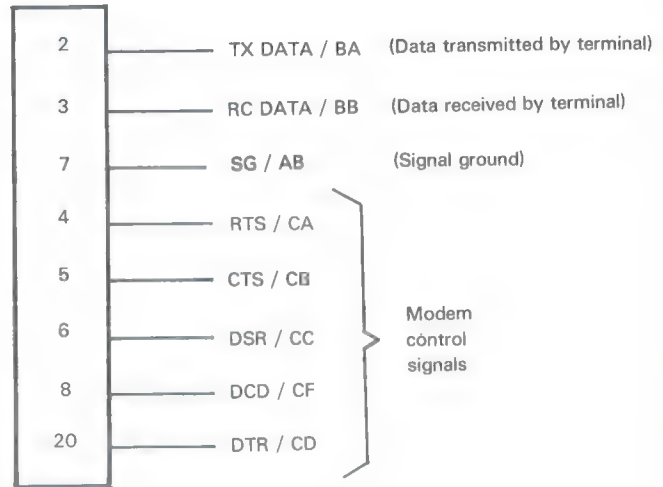 2 TX DATA / BA (Data transmitted by terminal)
3 RC DATA / BB (Data received by terminal)
7 SG / AB (Signal ground)
4 RTS / CA
5 CTS / CB
6 DSR / CC
8 DCD / CF
20 DTR / CD
Modem
control
signals